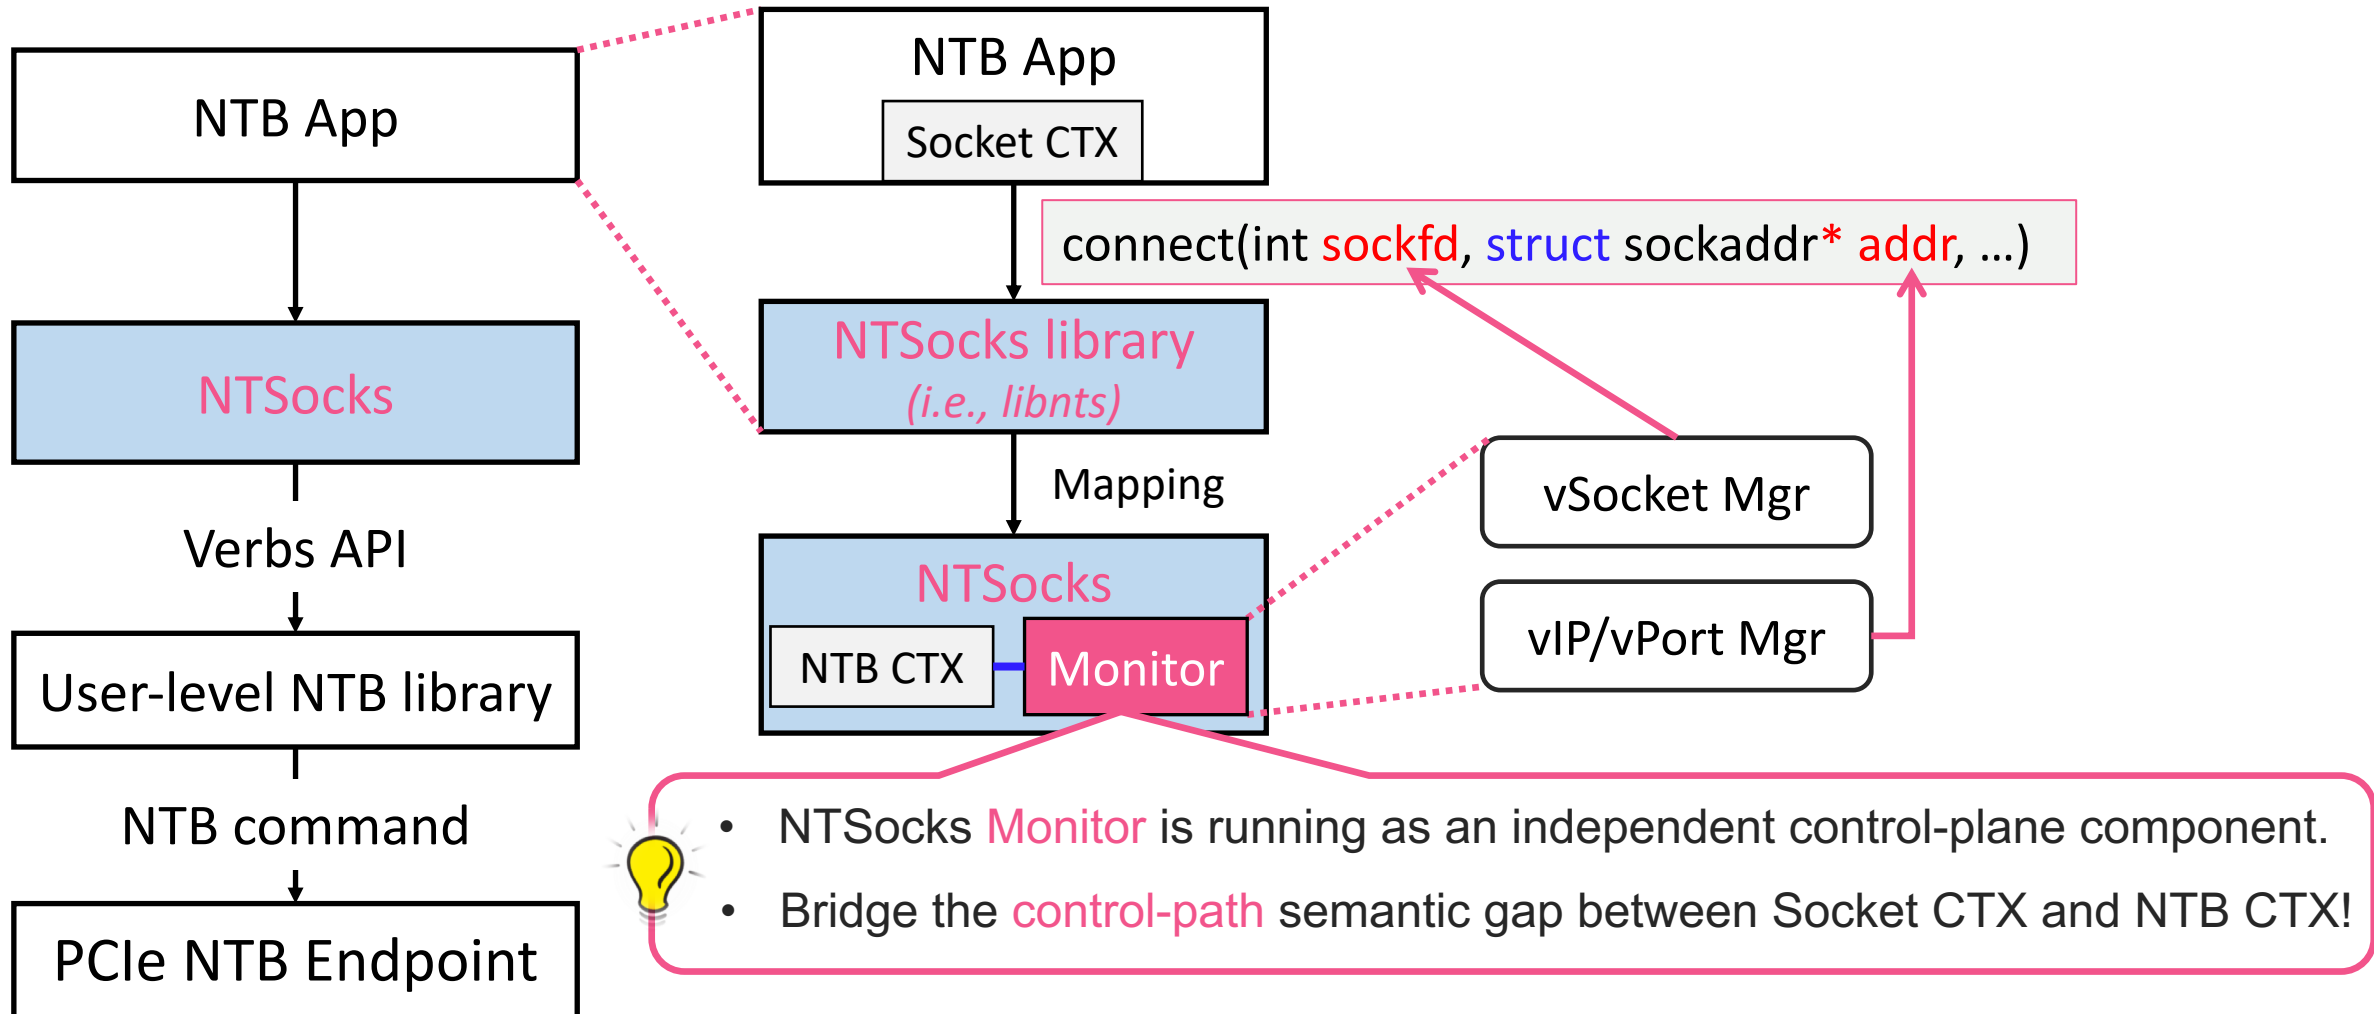 NTB App
NTSocks
Verbs API
User-level NTB library
NTB command
PCIe NTB Endpoint
NTB App
Socket CTX
connect(int sockfd, struct sockaddr* addr, ...)
NTSocks library
(i.e., libnts)
Mapping
NTSocks
NTB CTX
Monitor
vSocket Mgr
vIP/vPort Mgr
• NTSocks Monitor is running as an independent control-plane component.
• Bridge the control-path semantic gap between Socket CTX and NTB CTX!